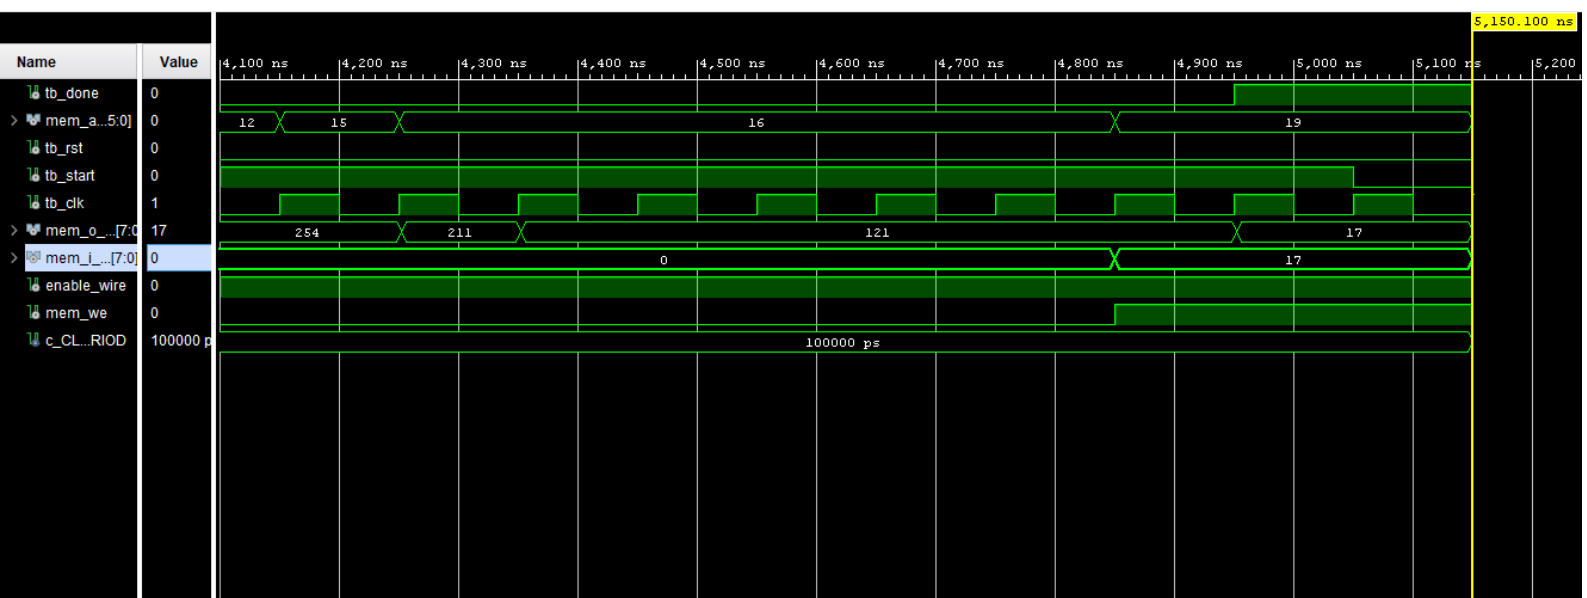 5,150.100 ns
Name Value 4,100 ns 4,200 ns 4,300 ns 4,400 ns 4,500 ns 4,600 ns 4,700 ns 4,800 ns 4,900 ns 5,000 ns 5,100 ns 5,200
tb_done 0
mem_a...5:0] 0 12 15 16 19
tb_rst 0
tb_start 0
tb_clk 1
mem_o_...[7:0 17 254 211 121 17
mem_i_...[7:0] 0 0 17
enable_wire 0
mem_we 0
c_CL...RIOD 100000 p 100000 ps